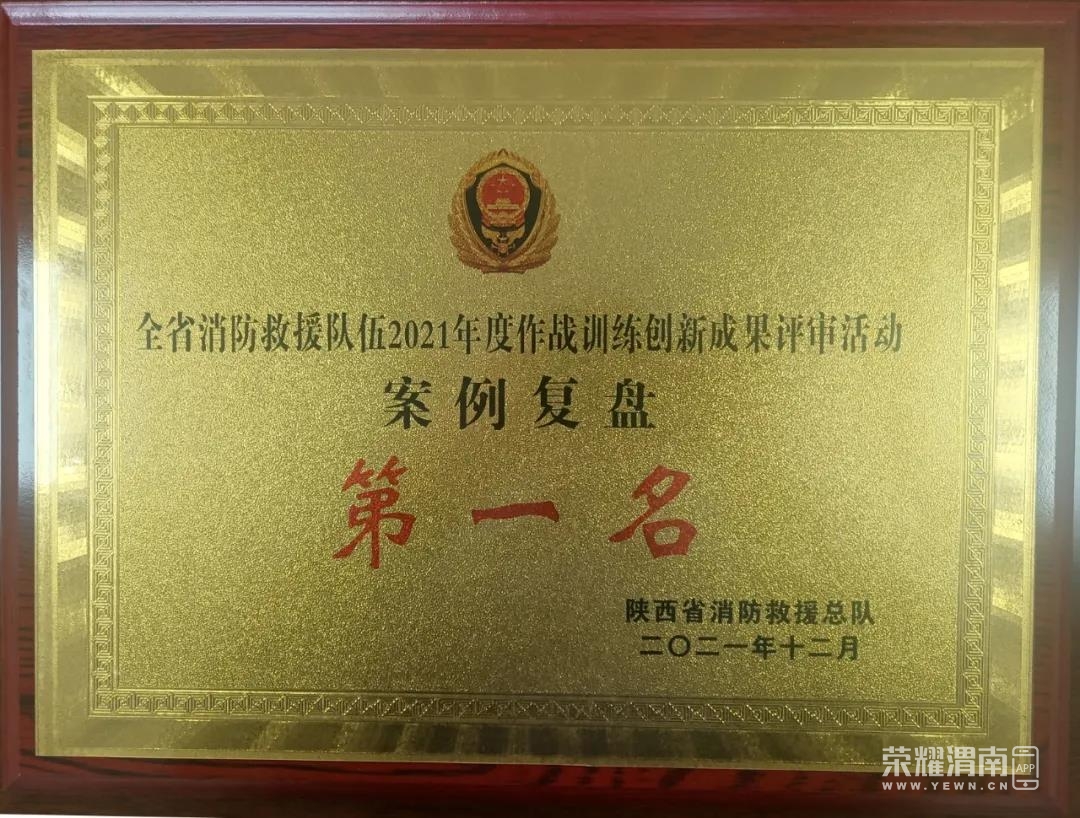 全省消防救援队伍2021年度作战训练创新成果评审活动
案例复盘
第一名
陕西省消防救援总队
二〇二一年十二月
荣耀渭南APP
WWW.YEWN.CN